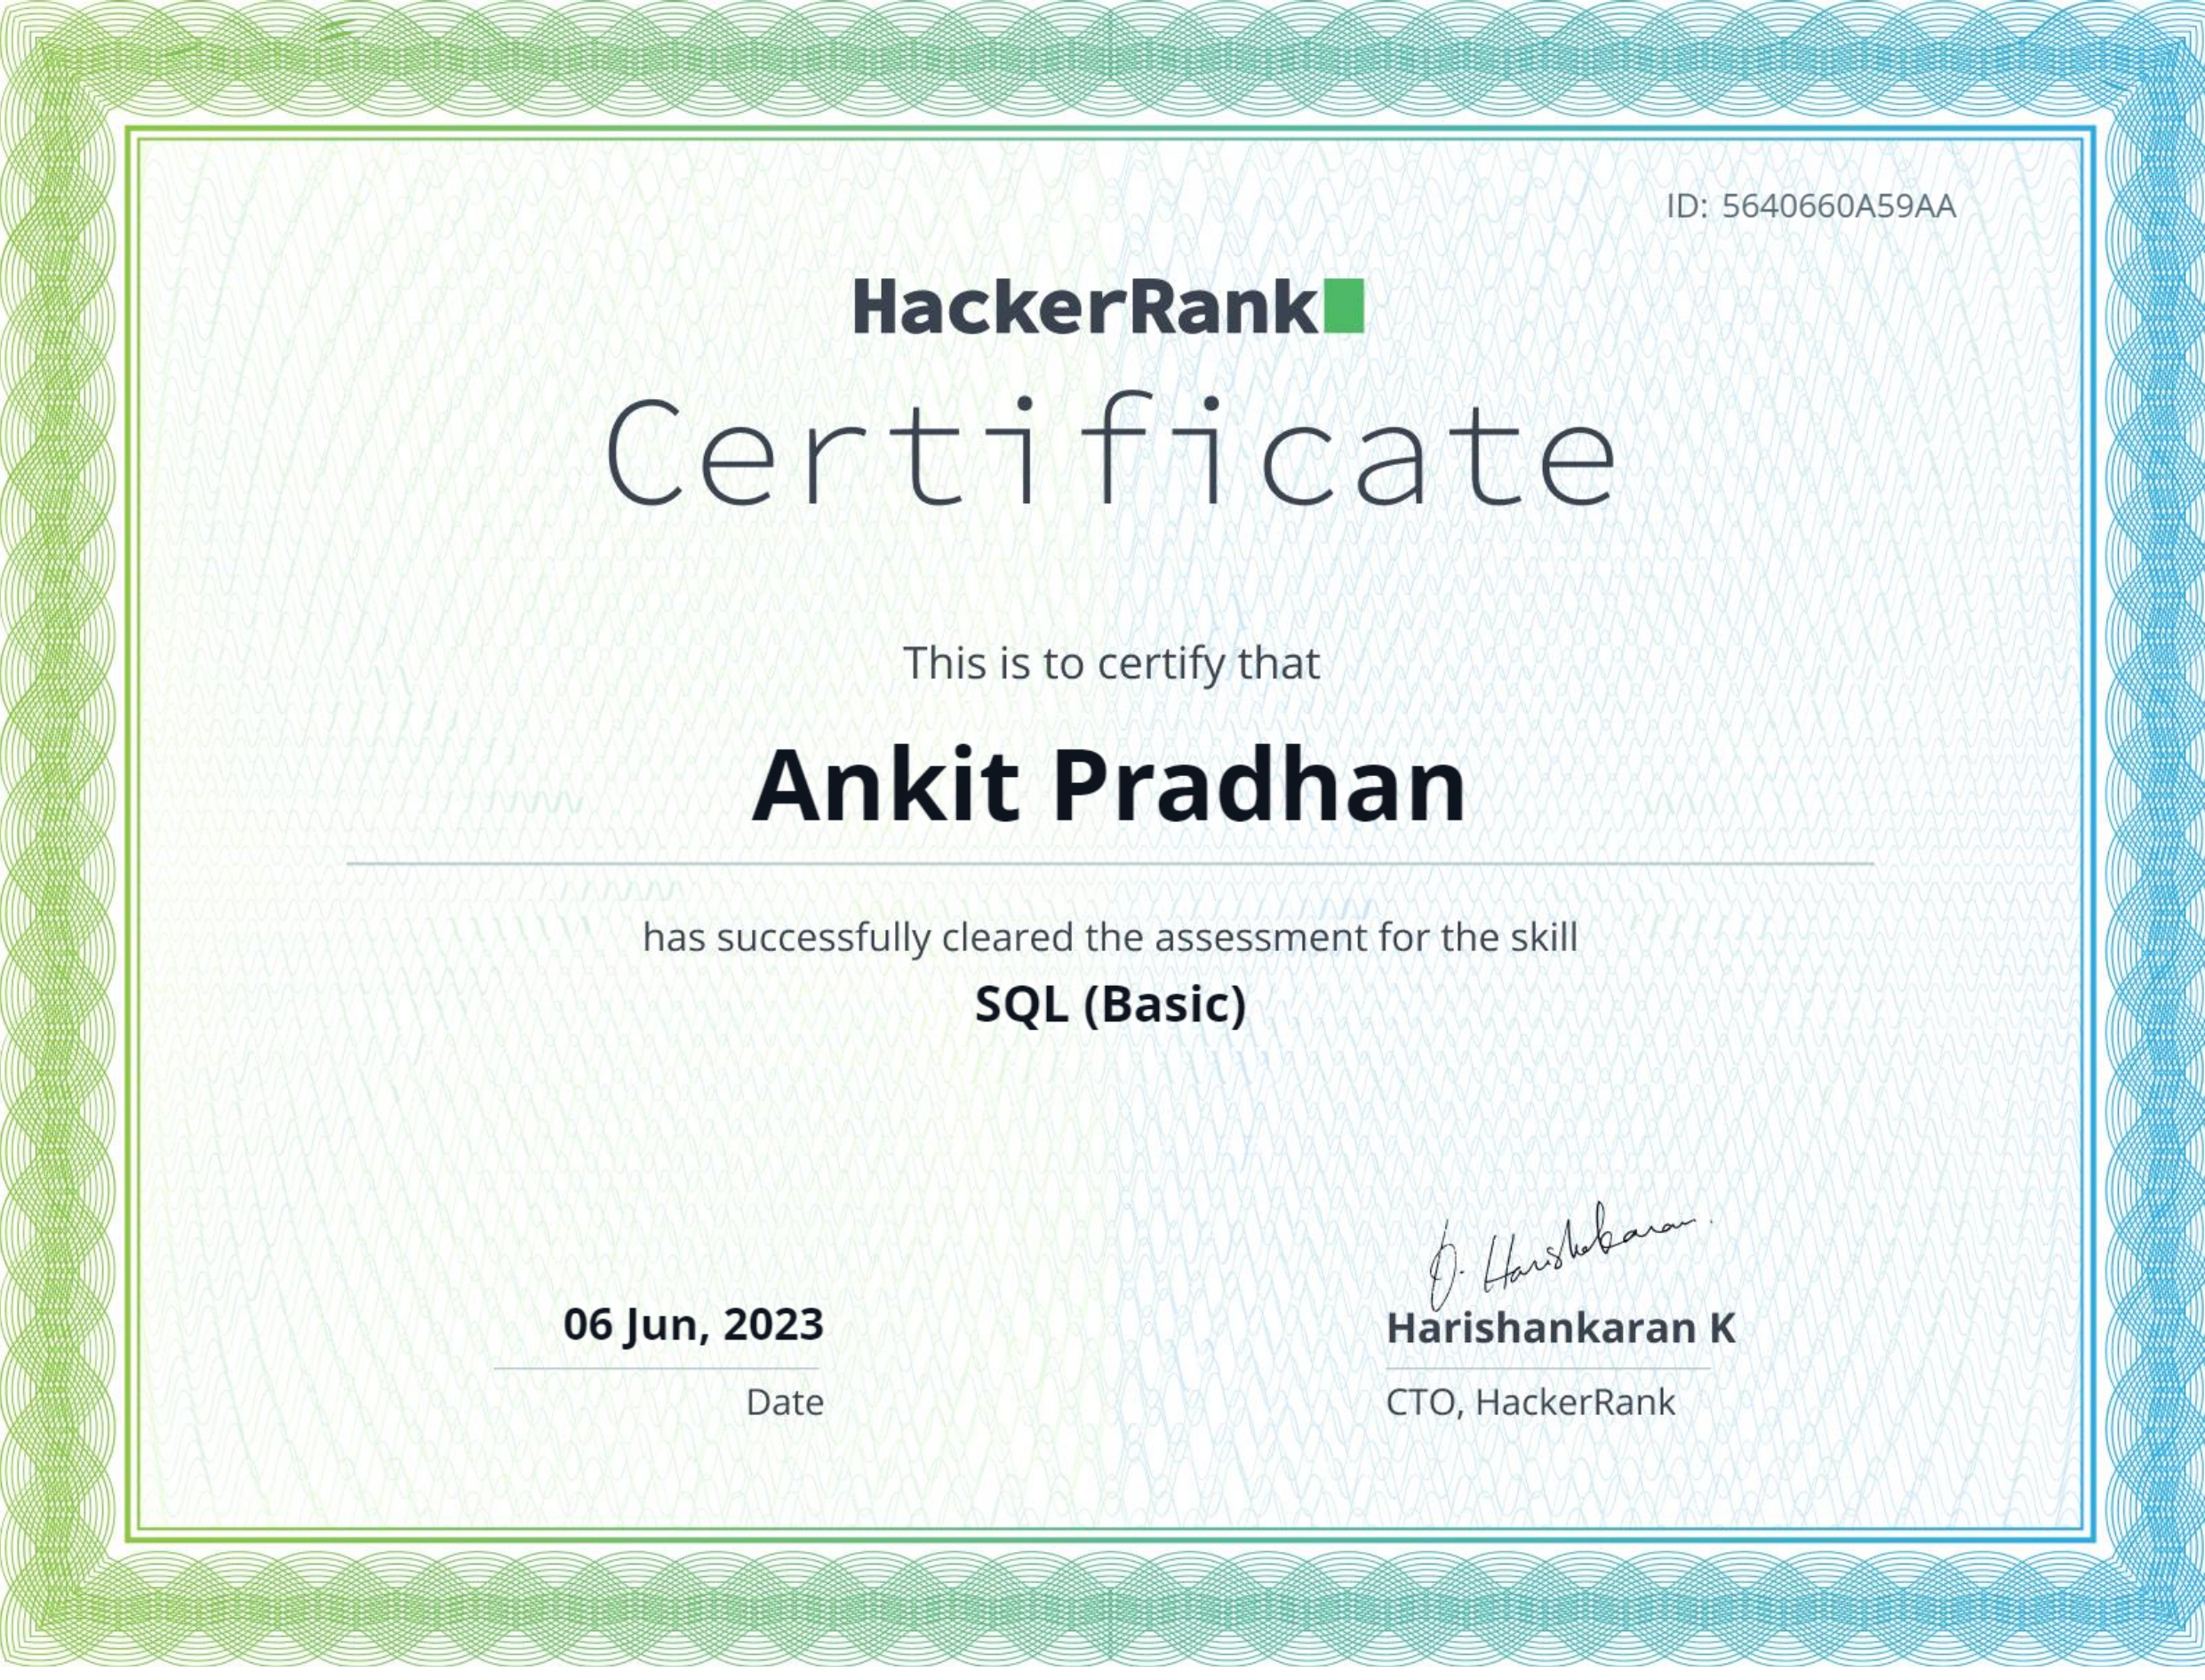 ID: 5640660A59AA
HackerRank
Certificate
This is to certify that
Ankit Pradhan
has successfully cleared the assessment for the skill
SQL (Basic)
D. Harishankaran.
06 Jun, 2023
Harishankaran K
Date
CTO, HackerRank